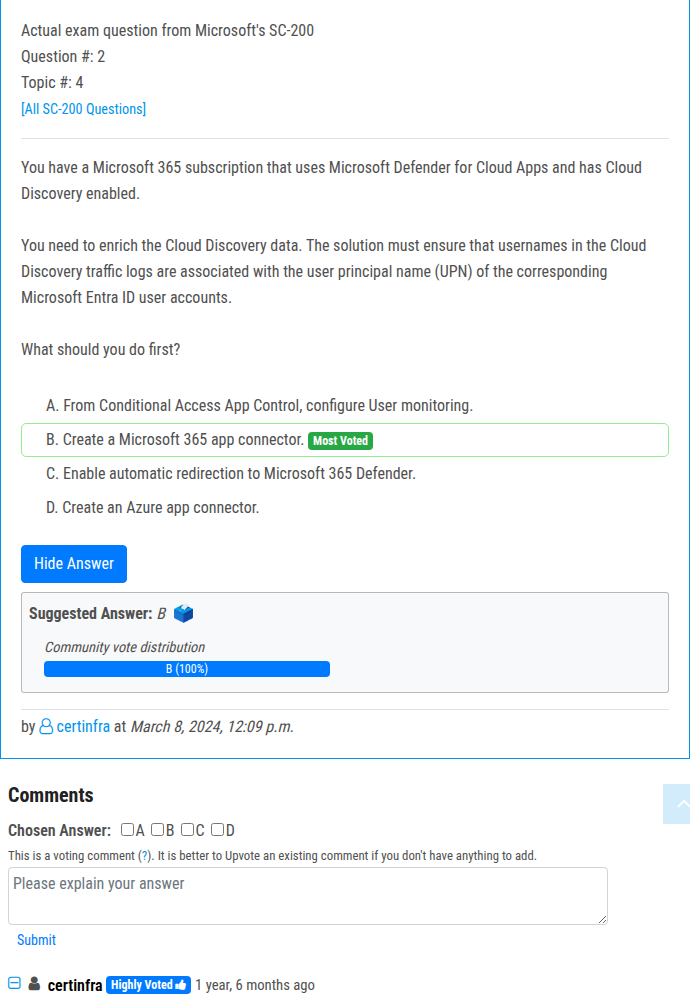 Actual exam question from Microsoft's SC-200
Question #: 2
Topic #: 4
[All SC-200 Questions]
You have a Microsoft 365 subscription that uses Microsoft Defender for Cloud Apps and has Cloud
Discovery enabled.
You need to enrich the Cloud Discovery data. The solution must ensure that usernames in the Cloud
Discovery traffic logs are associated with the user principal name (UPN) of the corresponding
Microsoft Entra ID user accounts.
What should you do first?
A. From Conditional Access App Control, configure User monitoring.
B. Create a Microsoft 365 app connector. Most Voted
C. Enable automatic redirection to Microsoft 365 Defender.
D. Create an Azure app connector.
Hide Answer
Suggested Answer: B
Community vote distribution
B (100%)
by certinfra at March 8, 2024, 12:09 p.m.
Comments
Chosen Answer: A B C D
This is a voting comment (?). It is better to Upvote an existing comment if you don't have anything to add.
Please explain your answer
Submit
certinfra Highly Voted 1 year, 6 months ago